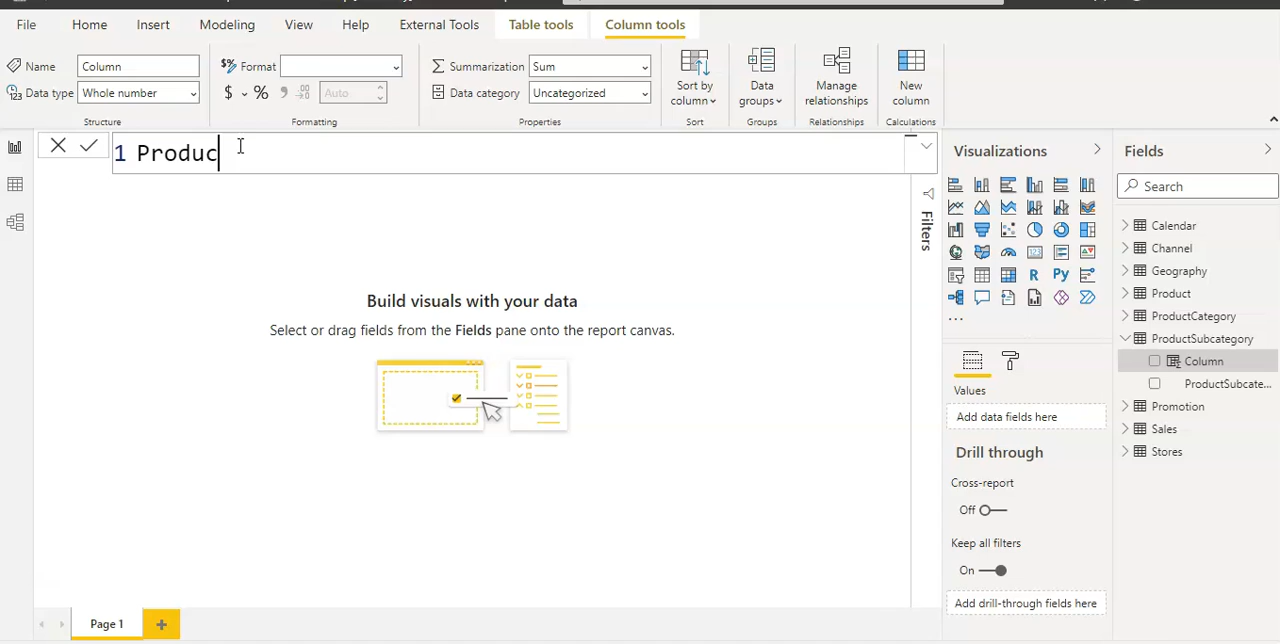 File Home Insert Modeling View Help External Tools Table tools Column tools
Name Column
Data type Whole number
Structure
Format
$ % Auto
Formatting
Summarization Sum
Data category Uncategorized
Properties
Sort by
column
Sort
Data
groups
Groups
Manage
relationships
Relationships
New
column
Calculations
1 Produc
Build visuals with your data
Select or drag fields from the Fields pane onto the report canvas.
Filters
Visualizations
123
R Py
...
Values
Add data fields here
Drill through
Cross-report
Off
Keep all filters
On
Add drill-through fields here
Fields
Search
Calendar
Channel
Geography
Product
ProductCategory
ProductSubcategory
Column
ProductSubcate...
Promotion
Sales
Stores
Page 1
+